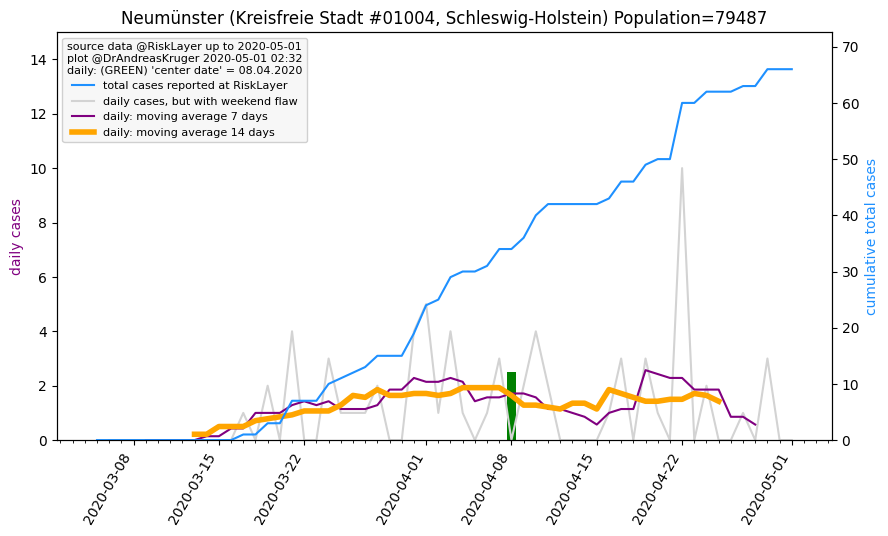 Neumünster (Kreisfreie Stadt #01004, Schleswig-Holstein) Population=79487
source data @RiskLayer up to 2020-05-01
plot @DrAndreasKruger 2020-05-01 02:32
daily: (GREEN) 'center date' = 08.04.2020
total cases reported at RiskLayer
daily cases, but with weekend flaw
daily: moving average 7 days
daily: moving average 14 days
daily cases
14
12
10
8
6
4
2
0
70
60
50
40
30
20
10
0
cumulative total cases
2020-03-08
2020-03-15
2020-03-22
2020-04-01
2020-04-08
2020-04-15
2020-04-22
2020-05-01